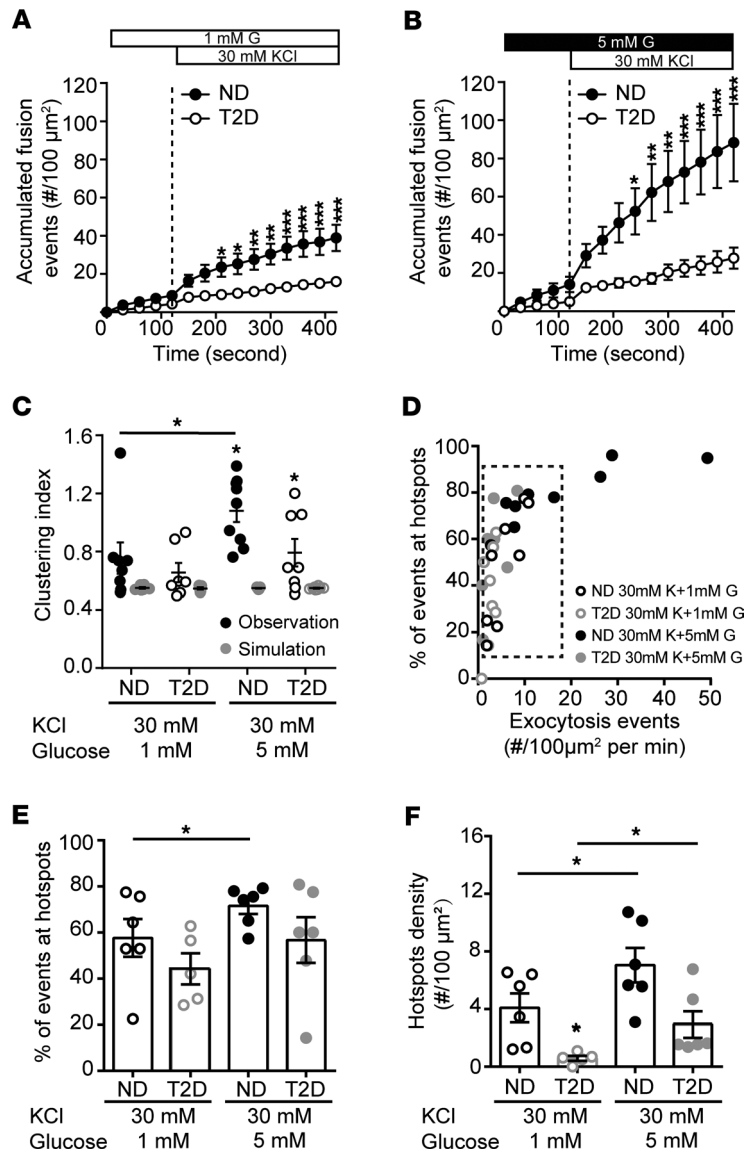 A
1 mM G
30 mM KCl
ND
T2D
Accumulated fusion
events (#/100 µm²)
120
100
80
60
40
20
* * ** ** *** *** *** ***
0 100 200 300 400
Time (second)
B
5 mM G
30 mM KCl
ND
T2D
Accumulated fusion
events (#/100 µm²)
120
100
80
60
40
20
* ** ** *** *** *** ***
0 100 200 300 400
Time (second)
C
Clustering index
1.6
1.2
0.8
0.4
0.0
*
*
*
Observation
Simulation
ND T2D ND T2D
KCl 30 mM 30 mM
Glucose 1 mM 5 mM
D
% of events at hotspots
100
80
60
40
20
0
ND 30mM K+1mM G
T2D 30mM K+1mM G
ND 30mM K+5mM G
T2D 30mM K+5mM G
0 10 20 30 40 50
Exocytosis events
(#/100µm² per min)
E
% of events at hotspots
100
80
60
40
20
0
*
ND T2D ND T2D
KCl 30 mM 30 mM
Glucose 1 mM 5 mM
F
Hotspots density
(#/100 µm²)
16
12
8
4
0
*
*
*
ND T2D ND T2D
KCl 30 mM 30 mM
Glucose 1 mM 5 mM